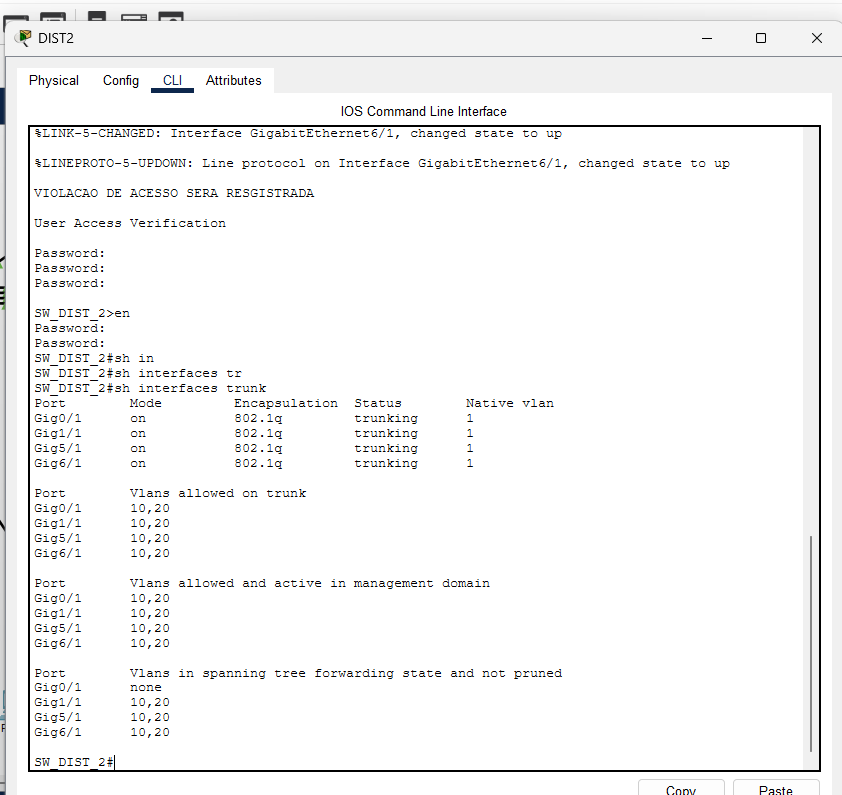 DIST2
Physical Config CLI Attributes
IOS Command Line Interface
%LINK-5-CHANGED: Interface GigabitEthernet6/1, changed state to up
%LINEPROTO-5-UPDOWN: Line protocol on Interface GigabitEthernet6/1, changed state to up
VIOLACAO DE ACESSO SERA RESGISTRADA
User Access Verification
Password:
Password:
Password:
SW_DIST_2>en
Password:
Password:
SW_DIST_2#sh in
SW_DIST_2#sh interfaces tr
SW_DIST_2#sh interfaces trunk
Port Mode Encapsulation Status Native vlan
Gig0/1 on 802.1q trunking 1
Gig1/1 on 802.1q trunking 1
Gig5/1 on 802.1q trunking 1
Gig6/1 on 802.1q trunking 1
Port Vlans allowed on trunk
Gig0/1 10,20
Gig1/1 10,20
Gig5/1 10,20
Gig6/1 10,20
Port Vlans allowed and active in management domain
Gig0/1 10,20
Gig1/1 10,20
Gig5/1 10,20
Gig6/1 10,20
Port Vlans in spanning tree forwarding state and not pruned
Gig0/1 none
Gig1/1 10,20
Gig5/1 10,20
Gig6/1 10,20
SW_DIST_2#
Copy Paste